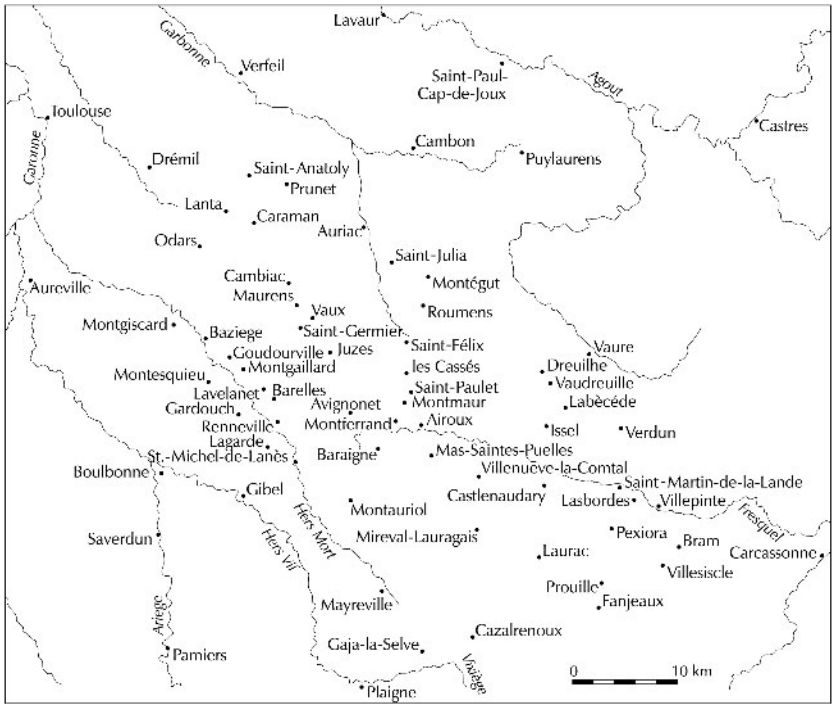 Lavaur
Garbonne
Verfeil
Saint-Paul-
Cap-de-Joux
Agout
Toulouse
Castres
Garonne
Cambon
Puylaurens
Drémil
Saint-Anatoly
Prunet
Lanta
Caraman
Auriac
Odars
Saint-Julia
Cambiac
Montégut
Aureville
Maurens
Roumens
Vaux
Montgiscard
Saint-Germier
Baziege
Saint-Félix
Goudourville
Juzes
Vaure
Montgaillard
les Cassés
Dreuilhe
Montesquieu
Vaudreuille
Lavelanet
Barelles
Saint-Paulet
Gardouch
Avignonet
Montmaur
Labècéde
Renneville
Montferrand
Airoux
Issel
Verdun
Lagarde
St.-Michel-de-Lanès
Baraigne
Mas-Saintes-Puelles
Boulbonne
Villeneuve-la-Comtal
Saint-Martin-de-la-Lande
Gibel
Castlenaudary
Lasbordes
Villepinte
Montauriol
Fresquel
Hers Mort
Saverdun
Hers Vif
Mireval-Lauragais
Pexiora
Bram
Laurac
Carcassonne
Villesiscle
Prouille
Mayreville
Fanjeaux
Ariege
Cazalrenoux
Gaja-la-Selve
Pamiers
Vixiège
0 10 km
Plaigne